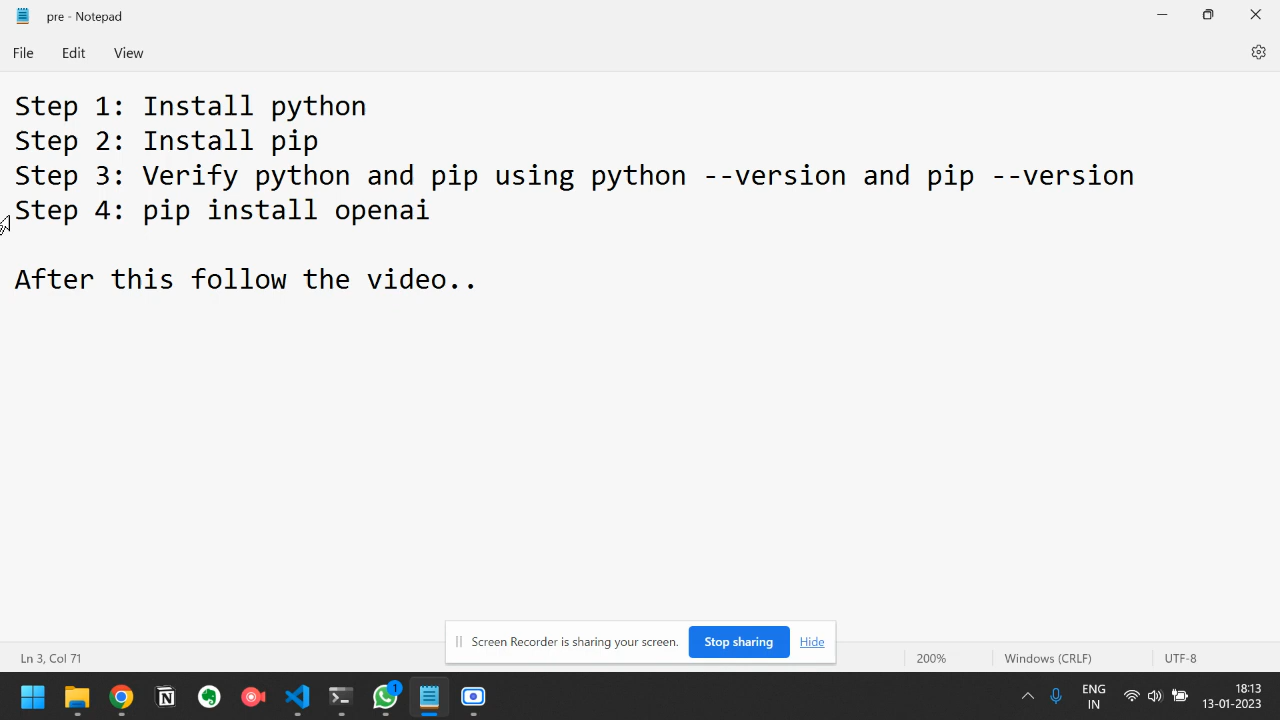 pre - Notepad
File Edit View
Step 1: Install python
Step 2: Install pip
Step 3: Verify python and pip using python --version and pip --version
Step 4: pip install openai
After this follow the video..
Screen Recorder is sharing your screen. Stop sharing Hide
Ln 3, Col 71 200% Windows (CRLF) UTF-8
1
ENG 18:13
IN 13-01-2023